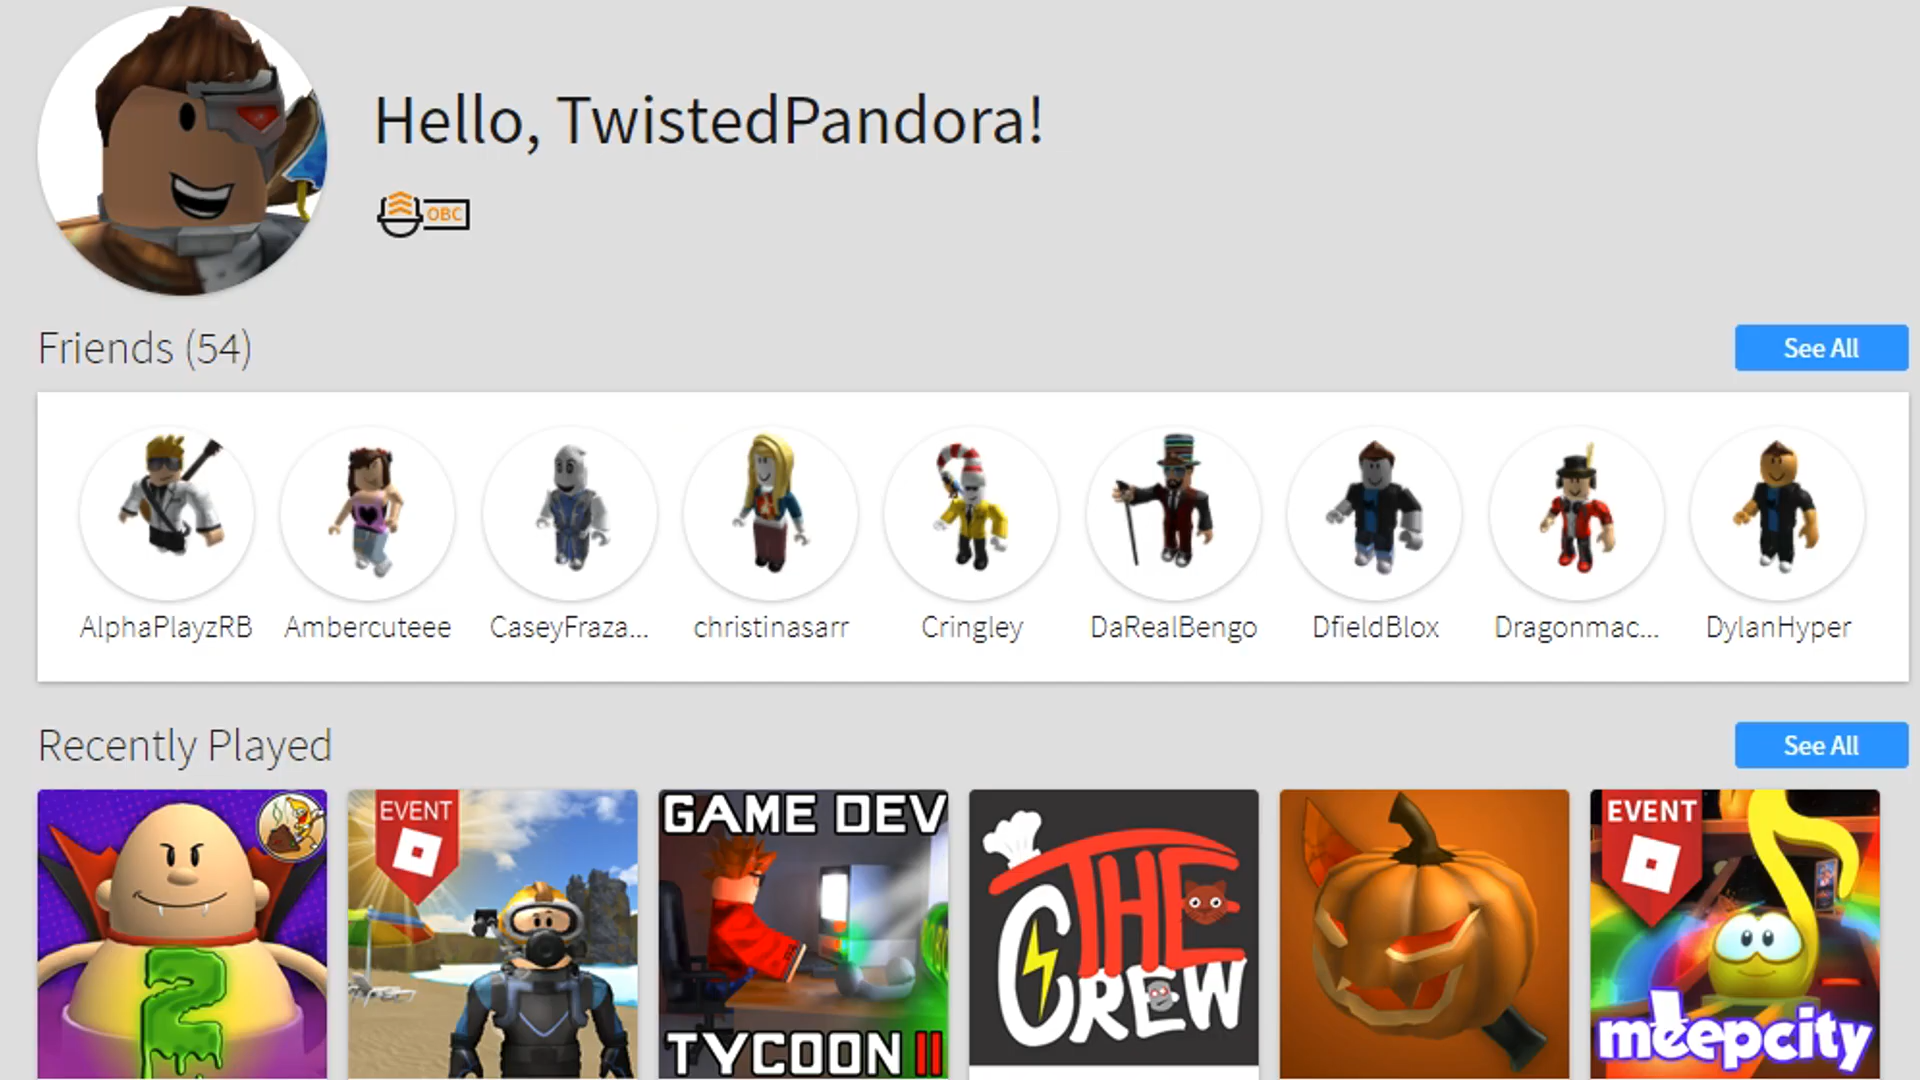 Hello, TwistedPandora!
OBC
Friends (54)
See All
AlphaPlayzRB
Ambercuteee
CaseyFraza...
christinasarr
Cringley
DaRealBengo
DfieldBlox
Dragonmac...
DylanHyper
Recently Played
See All
2
EVENT
GAME DEV
TYCOON II
THE
CREW
EVENT
meepcity